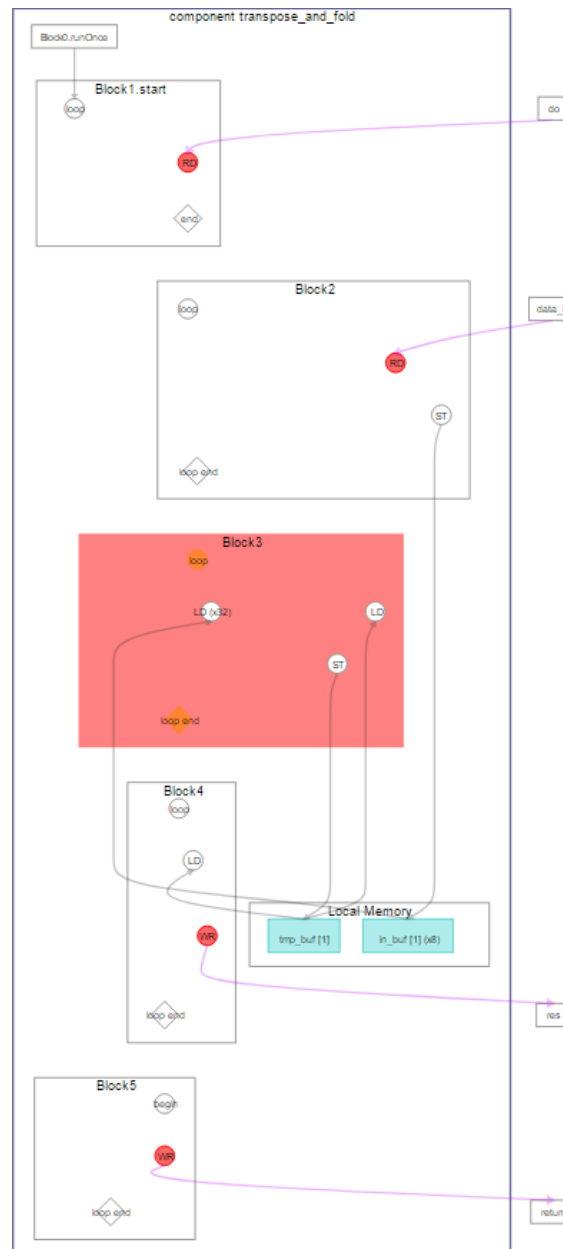 component transpose_and_fold
Block0.runOnce
Block1.start
loop
do
RD
end
Block2
loop
data_
RD
ST
loop end
Block3
loop
LD (x32)
LD
ST
loop end
Block4
loop
LD
Local Memory
WR
tmp_buf [1]
in_buf [1] (x8)
loop end
res
Block5
begin
WR
return
loop end